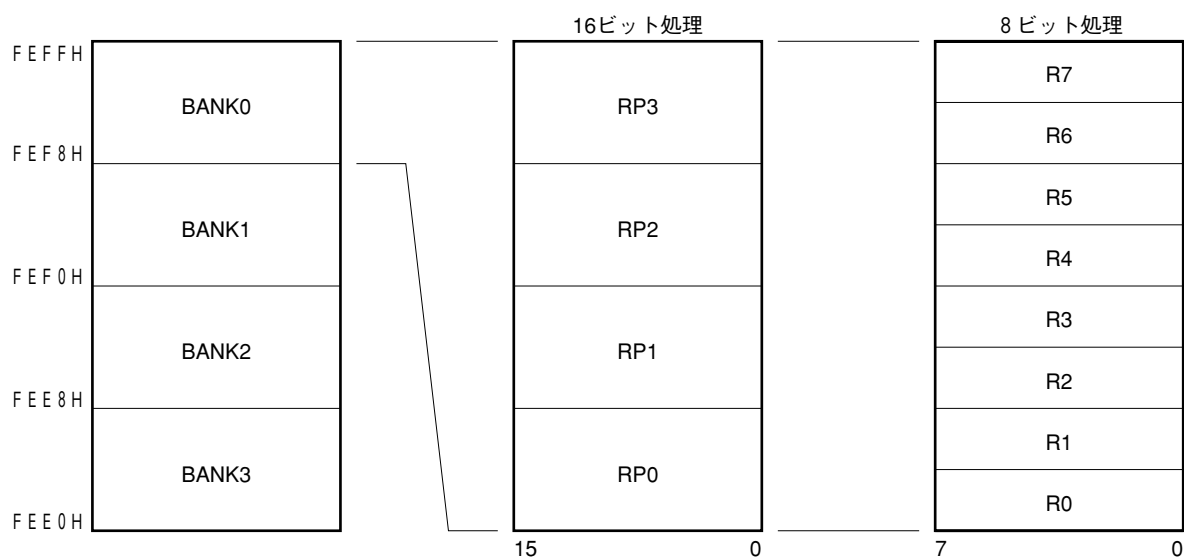 16ビット処理
8 ビット処理
FEFFH
BANK0
FEF8H
BANK1
FEF0H
BANK2
FEE8H
BANK3
FEE0H
RP3
RP2
RP1
RP0
15 0
R7
R6
R5
R4
R3
R2
R1
R0
7 0